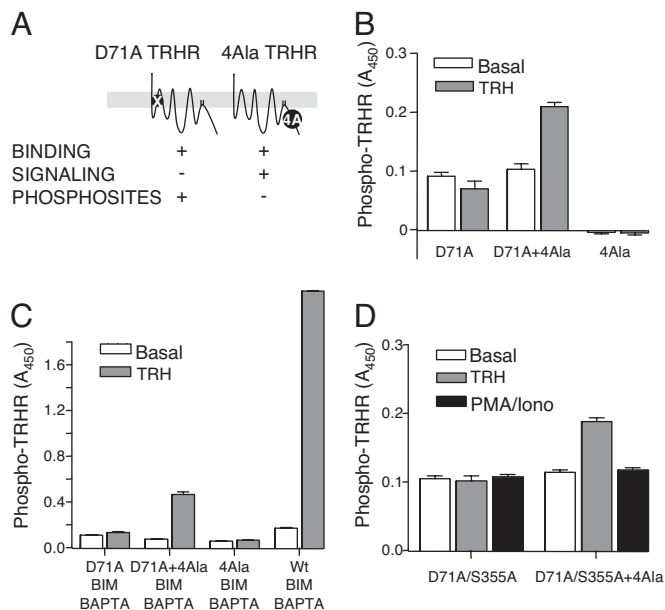 A
D71A TRHR 4Ala TRHR
X
4A
BINDING + +
SIGNALING - +
PHOSPHOSITES + -
B
Phospho-TRHR (A450)
0.3
0.2
0.1
0
Basal
TRH
D71A D71A+4Ala 4Ala
C
Phospho-TRHR (A450)
1.6
1.2
0.8
0.4
0.0
Basal
TRH
D71A D71A+4Ala 4Ala Wt
BIM BIM BIM BIM
BAPTA BAPTA BAPTA BAPTA
D
Phospho-TRHR (A450)
0.3
0.2
0.1
0.0
Basal
TRH
PMA/Iono
D71A/S355A D71A/S355A+4Ala